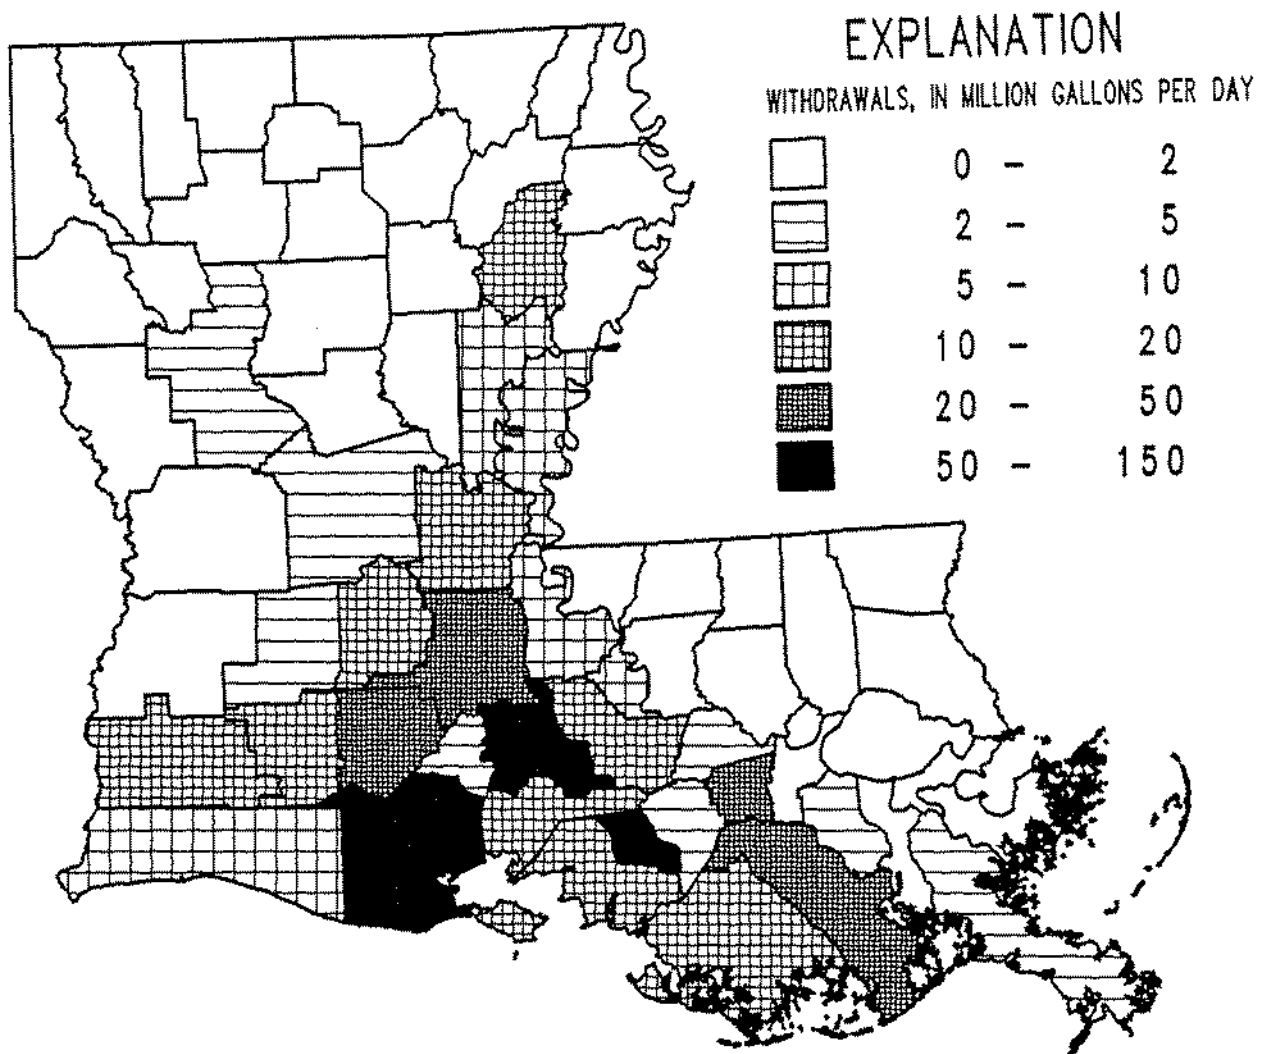 EXPLANATION
WITHDRAWALS, IN MILLION GALLONS PER DAY
0 - 2
2 - 5
5 - 10
10 - 20
20 - 50
50 - 150